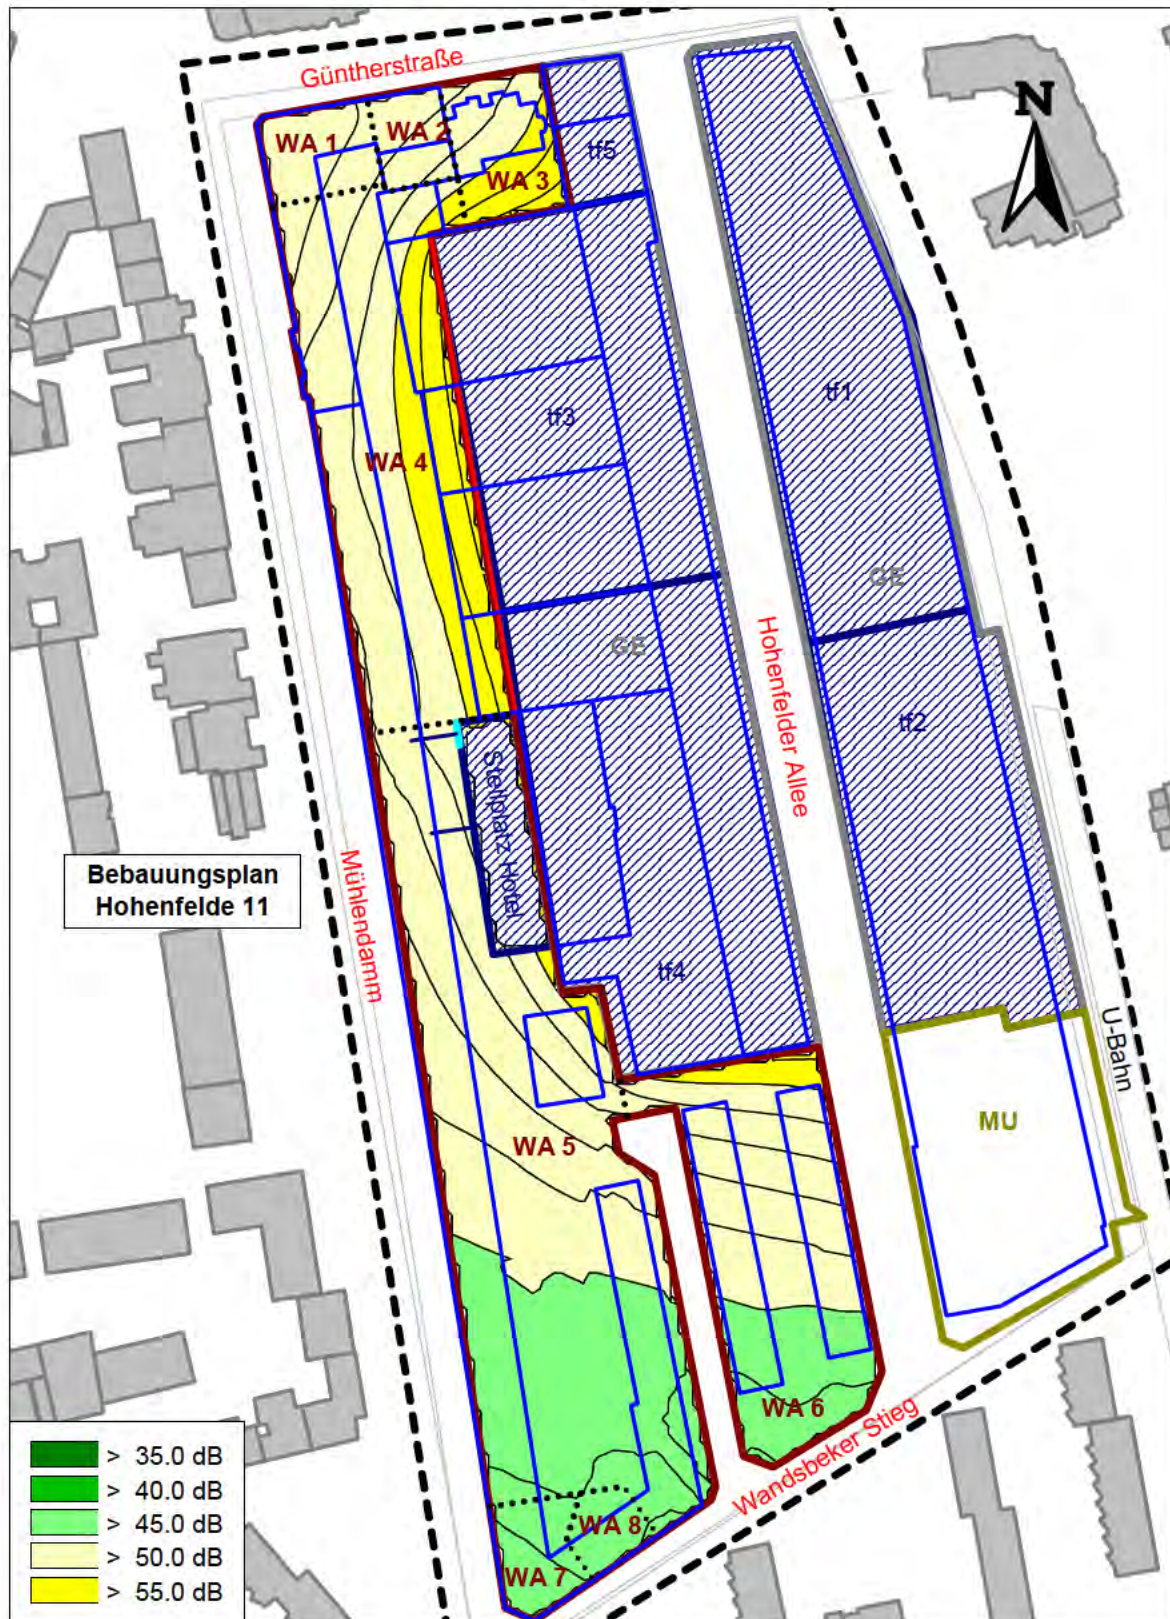 Güntherstraße
N
WA 1
WA 2
WA 3
tf5
tf1
tf3
WA 4
GE
GE
Hohenfelder Allee
tf2
Stellplatz Hotel
Bebauungsplan
Hohenfelde 11
Mühlendamm
tf4
U-Bahn
MU
WA 5
WA 6
Wandsbeker Stieg
WA 8
WA 7
> 35.0 dB
> 40.0 dB
> 45.0 dB
> 50.0 dB
> 55.0 dB